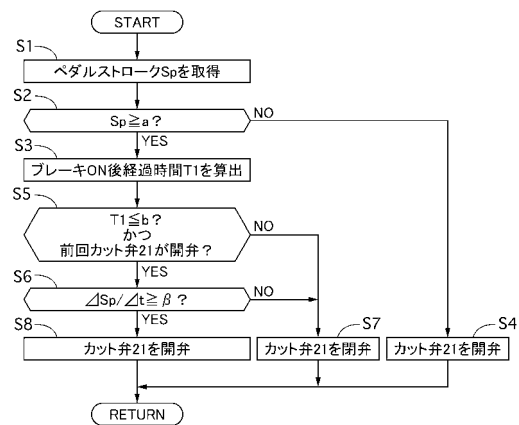 START
S1
ペダルストロークSpを取得
S2
Sp≧a?
NO
YES
S3
ブレーキON後経過時間T1を算出
S5
T1≦b?
かつ
前回カット弁21が開弁?
NO
YES
S6
⊿Sp/⊿t≧β?
NO
YES
S8
カット弁21を開弁
S7
カット弁21を閉弁
S4
カット弁21を開弁
RETURN